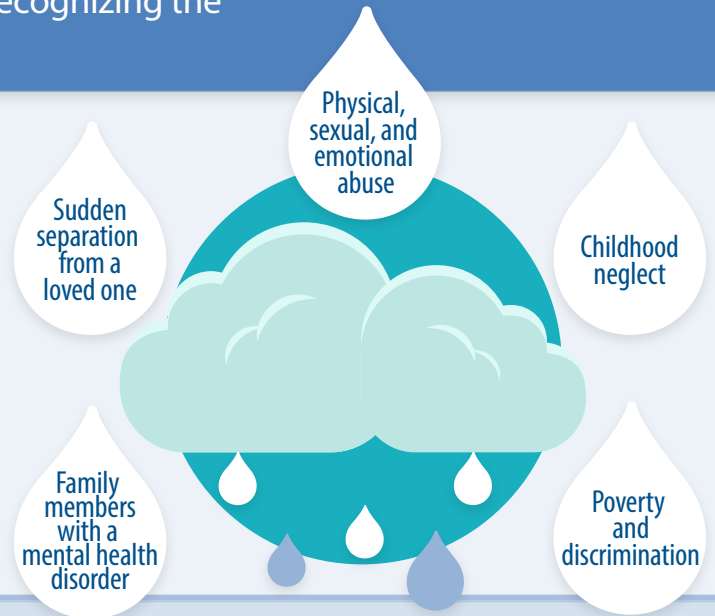 ecognizing the
Physical,
sexual, and
emotional
abuse
Sudden
separation
from a
loved one
Childhood
neglect
Family
members
with a
mental health
disorder
Poverty
and
discrimination